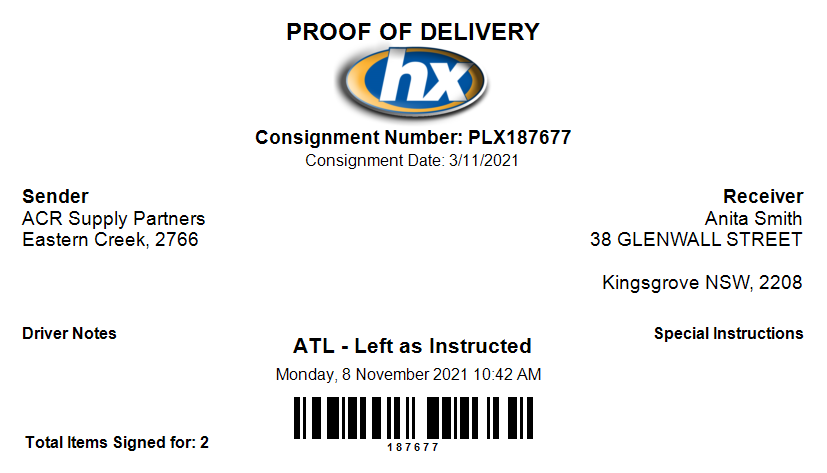 PROOF OF DELIVERY
hx
Consignment Number: PLX187677
Consignment Date: 3/11/2021
Sender
ACR Supply Partners
Eastern Creek, 2766
Receiver
Anita Smith
38 GLENWALL STREET
Kingsgrove NSW, 2208
Driver Notes
ATL - Left as Instructed
Monday, 8 November 2021 10:42 AM
Special Instructions
187677
Total Items Signed for: 2